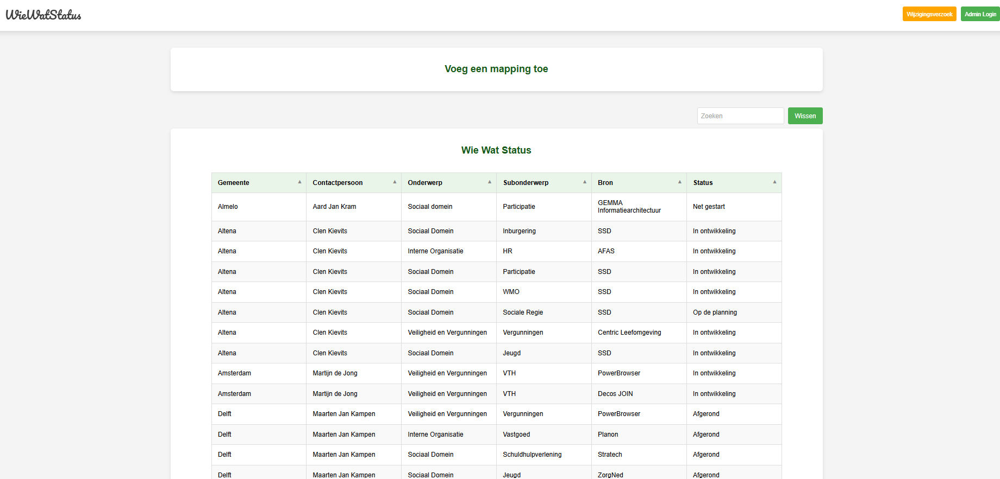 WieWatStatus
Wijzigingsverzoek Admin Login
Voeg een mapping toe
Zoeken Wissen
Wie Wat Status
Gemeente Contactpersoon Onderwerp Subonderwerp Bron Status
Almelo Aard Jan Kram Sociaal domein Participatie GEMMA Informatiearchitectuur Net gestart
Altena Clen Kievits Sociaal Domein Inburgering SSD In ontwikkeling
Altena Clen Kievits Interne Organisatie HR AFAS In ontwikkeling
Altena Clen Kievits Sociaal Domein Participatie SSD In ontwikkeling
Altena Clen Kievits Sociaal Domein WMO SSD In ontwikkeling
Altena Clen Kievits Sociaal Domein Sociale Regie SSD Op de planning
Altena Clen Kievits Veiligheid en Vergunningen Vergunningen Centric Leefomgeving In ontwikkeling
Altena Clen Kievits Sociaal Domein Jeugd SSD In ontwikkeling
Amsterdam Martijn de Jong Veiligheid en Vergunningen VTH PowerBrowser In ontwikkeling
Amsterdam Martijn de Jong Veiligheid en Vergunningen VTH Decos JOIN In ontwikkeling
Delft Maarten Jan Kampen Veiligheid en Vergunningen Vergunningen PowerBrowser Afgerond
Delft Maarten Jan Kampen Interne Organisatie Vastgoed Planon Afgerond
Delft Maarten Jan Kampen Sociaal Domein Schuldhulpverlening Stratech Afgerond
Delft Maarten Jan Kampen Sociaal Domein Jeugd ZorgNed Afgerond